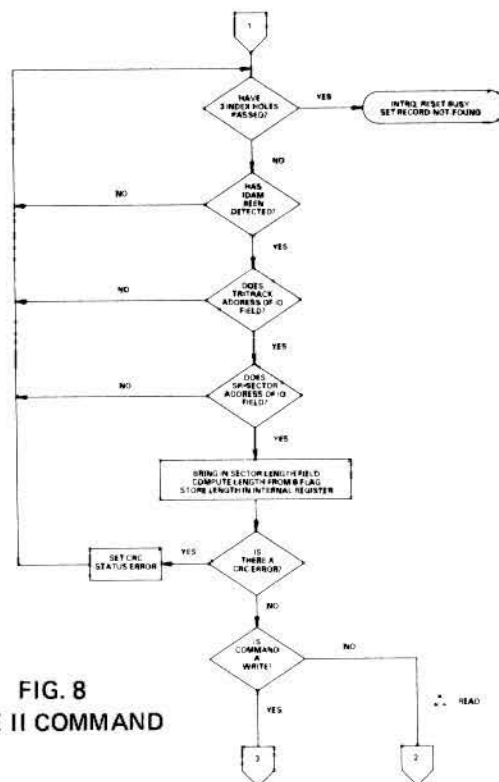 1
HAVE
3 INDEX HOLES
PASSED?
YES
INTRQ, RESET BUSY
SET RECORD-NOT-FOUND
NO
HAS
IDAM
BEEN
DETECTED?
NO
YES
DOES
TR=TRACK
ADDRESS OF ID
FIELD?
NO
YES
DOES
SR=SECTOR
ADDRESS OF ID
FIELD?
NO
YES
BRING IN SECTOR LENGTH FIELD
COMPUTE LENGTH FROM B FLAG
STORE LENGTH IN INTERNAL REGISTER
IS
THERE A
CRC ERROR?
YES
SET CRC
STATUS ERROR
NO
IS
COMMAND
A
WRITE?
NO
YES
∴ READ
3
2
FIG. 8
E II COMMAND